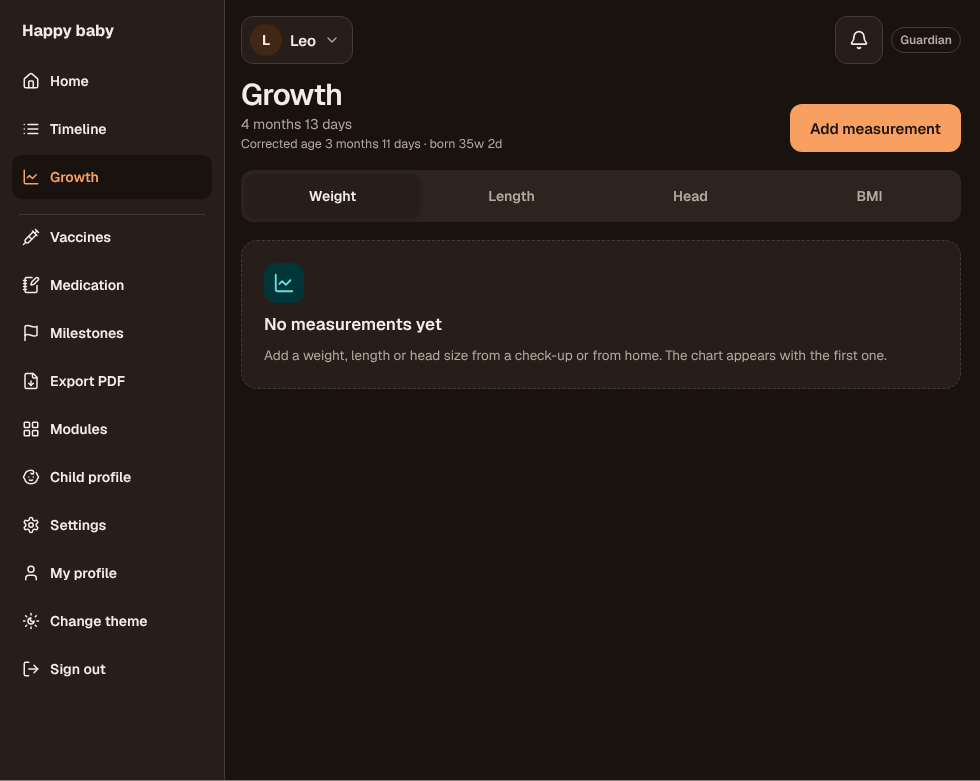 Happy baby
Home
Timeline
Growth
Vaccines
Medication
Milestones
Export PDF
Modules
Child profile
Settings
My profile
Change theme
Sign out
L Leo
Guardian
Growth
4 months 13 days
Corrected age 3 months 11 days · born 35w 2d
Add measurement
Weight Length Head BMI
No measurements yet
Add a weight, length or head size from a check-up or from home. The chart appears with the first one.